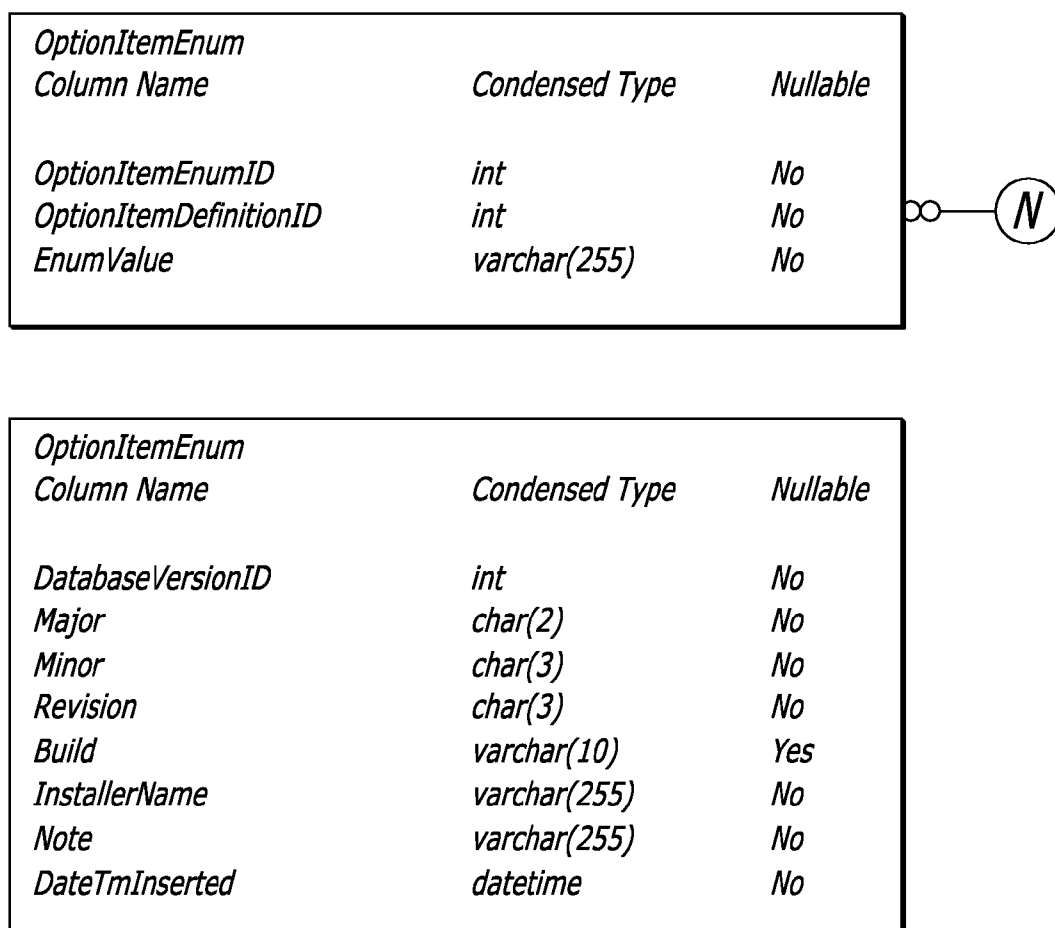 OptionItemEnum
Column Name Condensed Type Nullable
OptionItemEnumID int No
OptionItemDefinitionID int No
EnumValue varchar(255) No
N
OptionItemEnum
Column Name Condensed Type Nullable
DatabaseVersionID int No
Major char(2) No
Minor char(3) No
Revision char(3) No
Build varchar(10) Yes
InstallerName varchar(255) No
Note varchar(255) No
DateTmInserted datetime No